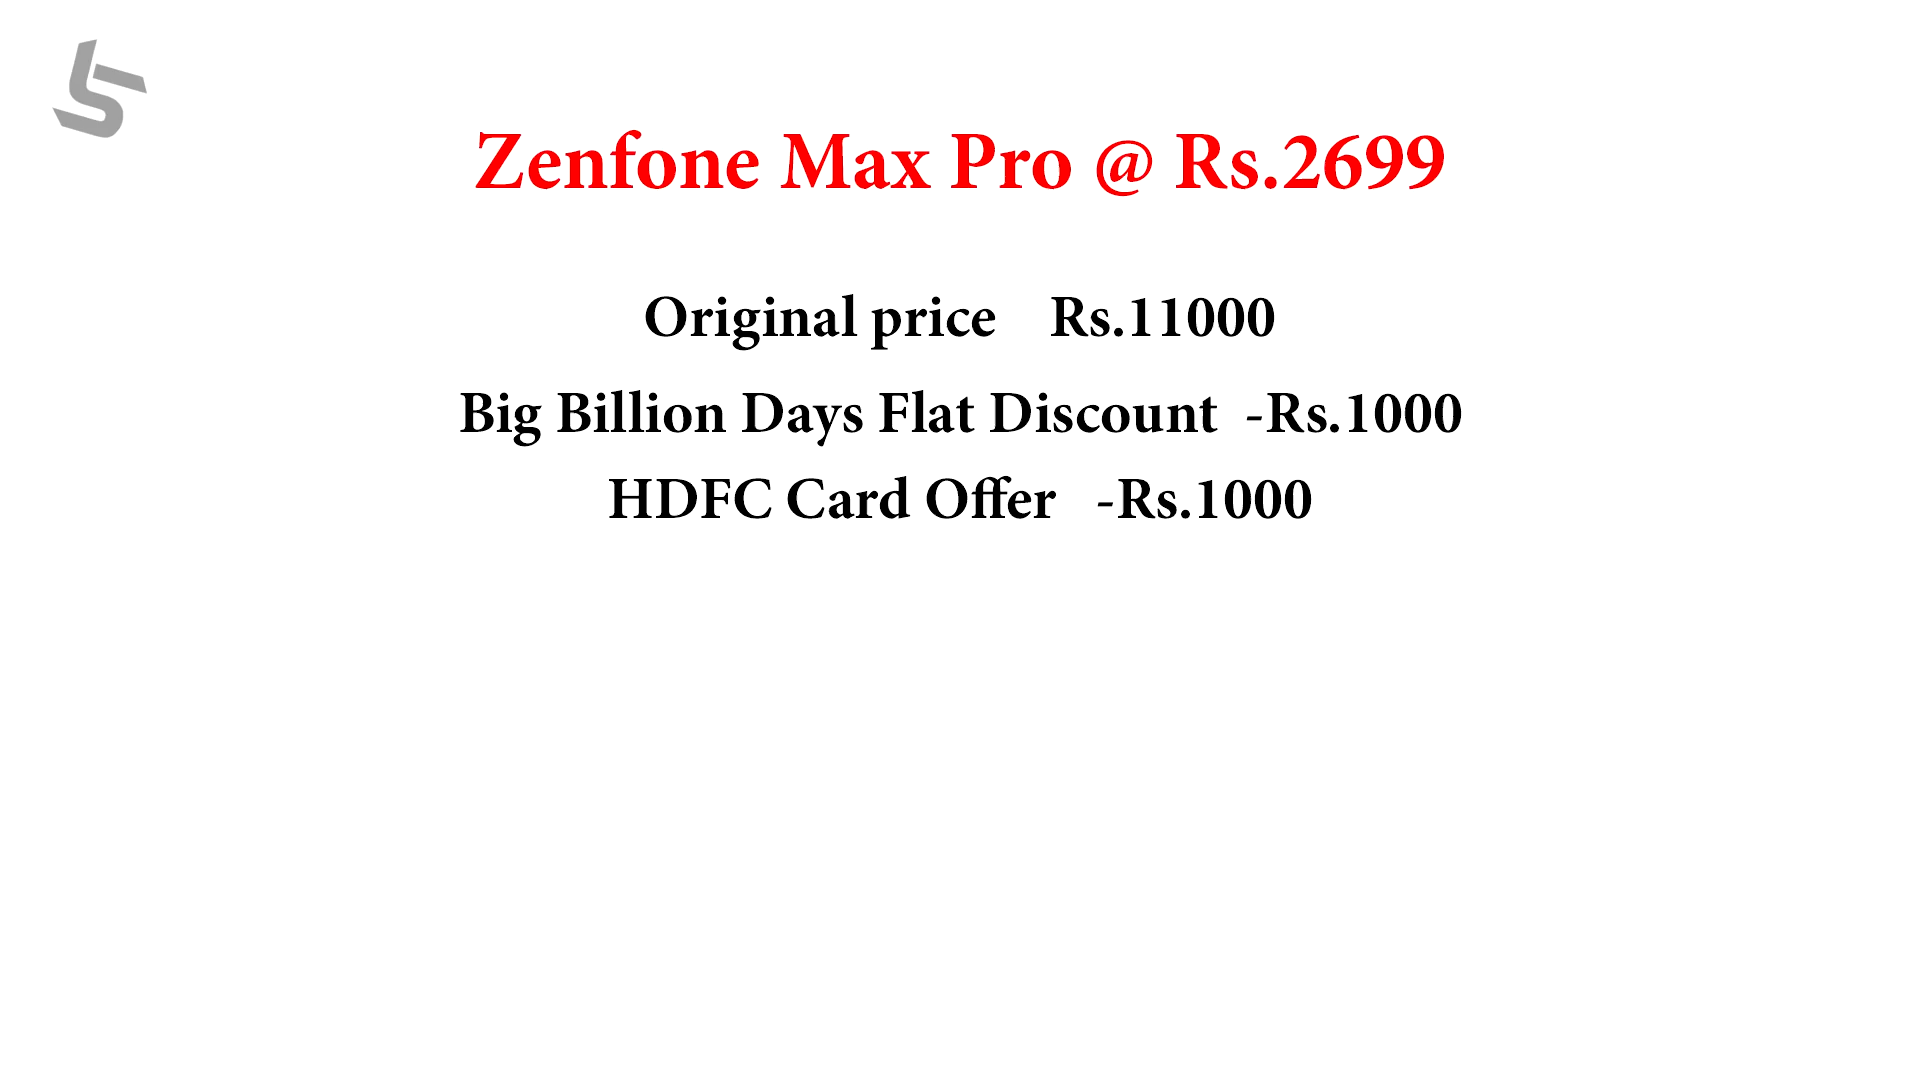 Zenfone Max Pro @ Rs.2699
Original price Rs.11000
Big Billion Days Flat Discount -Rs.1000
HDFC Card Offer -Rs.1000